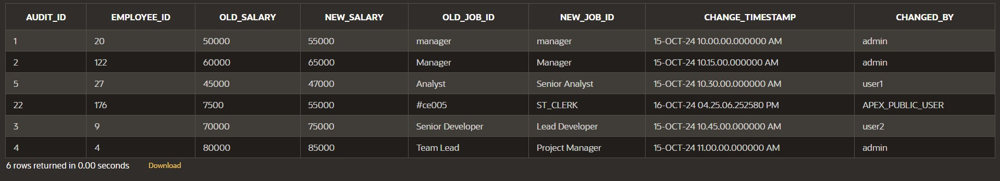 AUDIT_ID EMPLOYEE_ID OLD_SALARY NEW_SALARY OLD_JOB_ID NEW_JOB_ID CHANGE_TIMESTAMP CHANGED_BY
1 20 50000 55000 manager manager 15-OCT-24 10.00.00.000000 AM admin
2 122 60000 65000 Manager Manager 15-OCT-24 10.15.00.000000 AM admin
5 27 45000 47000 Analyst Senior Analyst 15-OCT-24 10.30.00.000000 AM user1
22 176 7500 55000 #ce005 ST_CLERK 16-OCT-24 04.25.06.252580 PM APEX_PUBLIC_USER
3 9 70000 75000 Senior Developer Lead Developer 15-OCT-24 10.45.00.000000 AM user2
4 4 80000 85000 Team Lead Project Manager 15-OCT-24 11.00.00.000000 AM admin
6 rows returned in 0.00 seconds Download